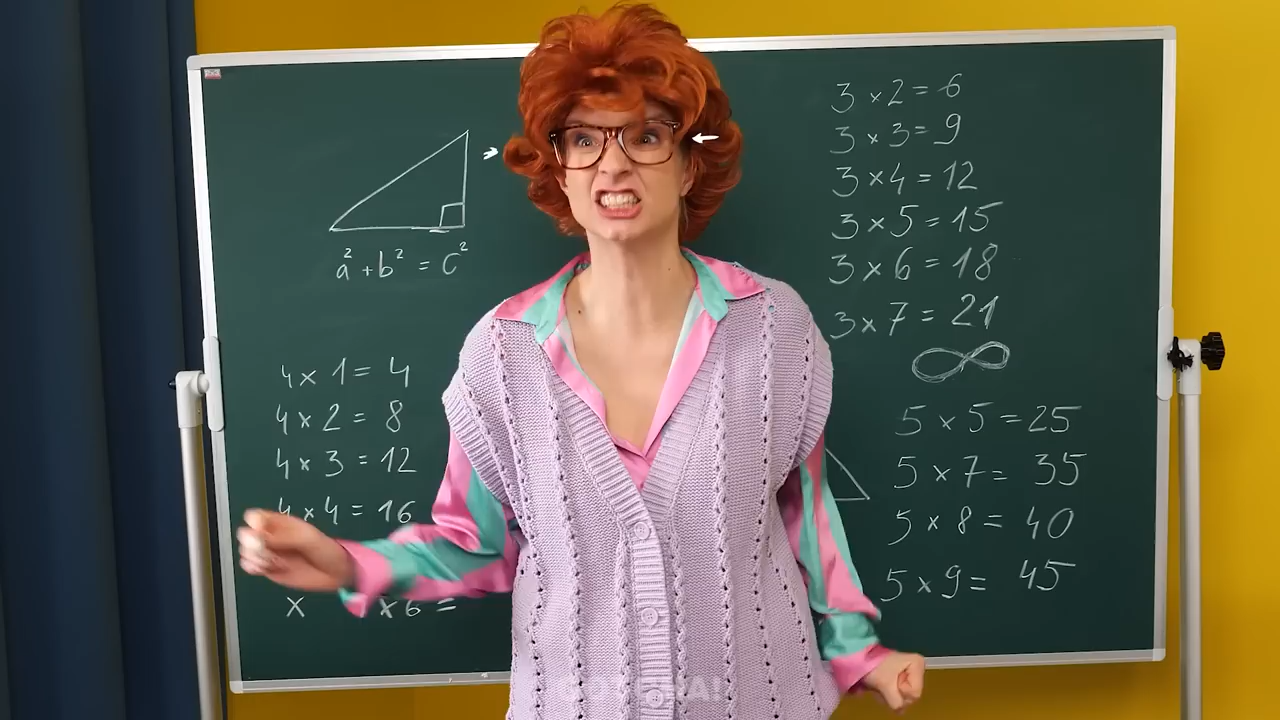 a² + b² = c²
4 x 1 = 4
4 x 2 = 8
4 x 3 = 12
4 x 4 = 16
x x 6 =
3 x 2 = 6
3 x 3 = 9
3 x 4 = 12
3 x 5 = 15
3 x 6 = 18
3 x 7 = 21
∞
5 x 5 = 25
5 x 7 = 35
5 x 8 = 40
5 x 9 = 45